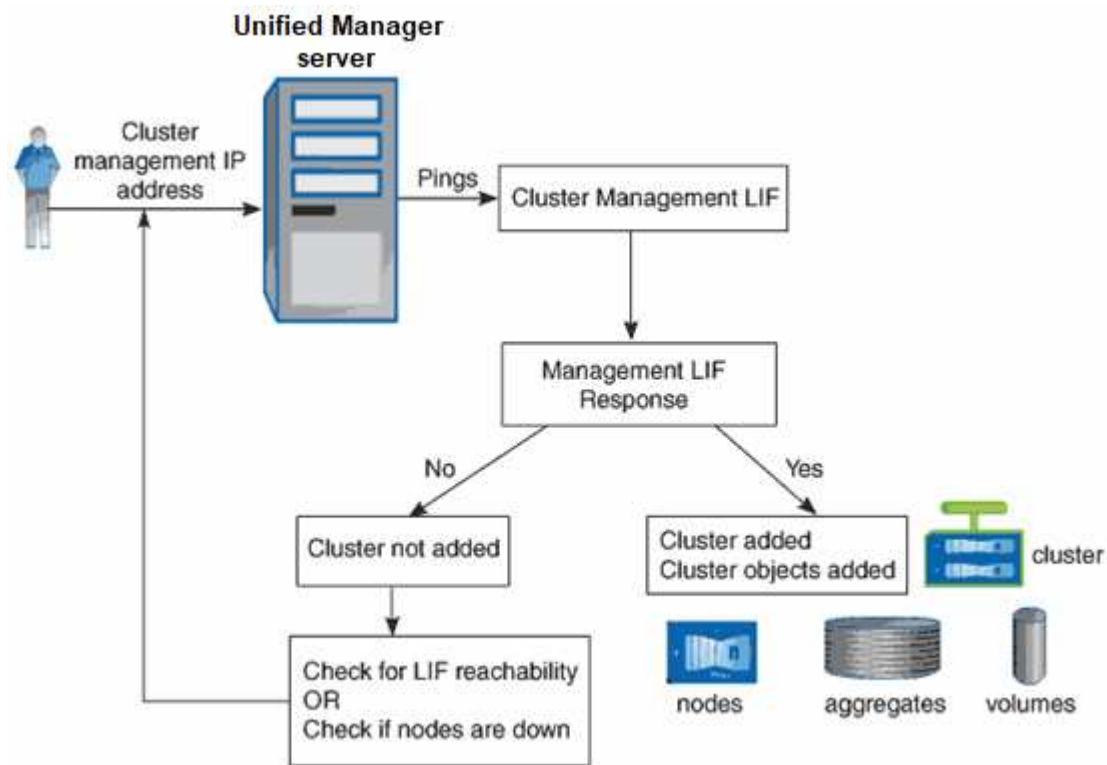 Unified Manager
server
Cluster
management IP
address
Pings
Cluster Management LIF
Management LIF
Response
No
Yes
Cluster not added
Cluster added
Cluster objects added
cluster
Check for LIF reachability
OR
Check if nodes are down
nodes
aggregates
volumes